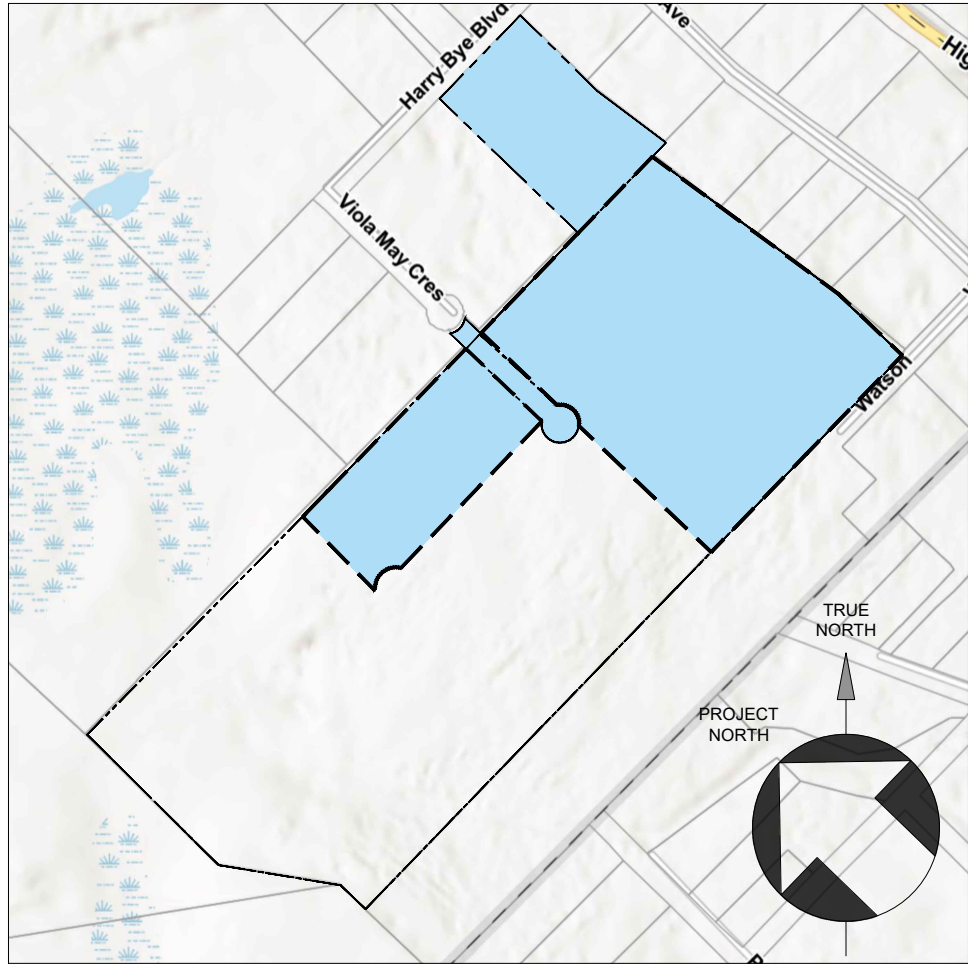 Harry Bye Blvd
Ave
Hig
Viola May Cres
Watson
TRUE
NORTH
PROJECT
NORTH